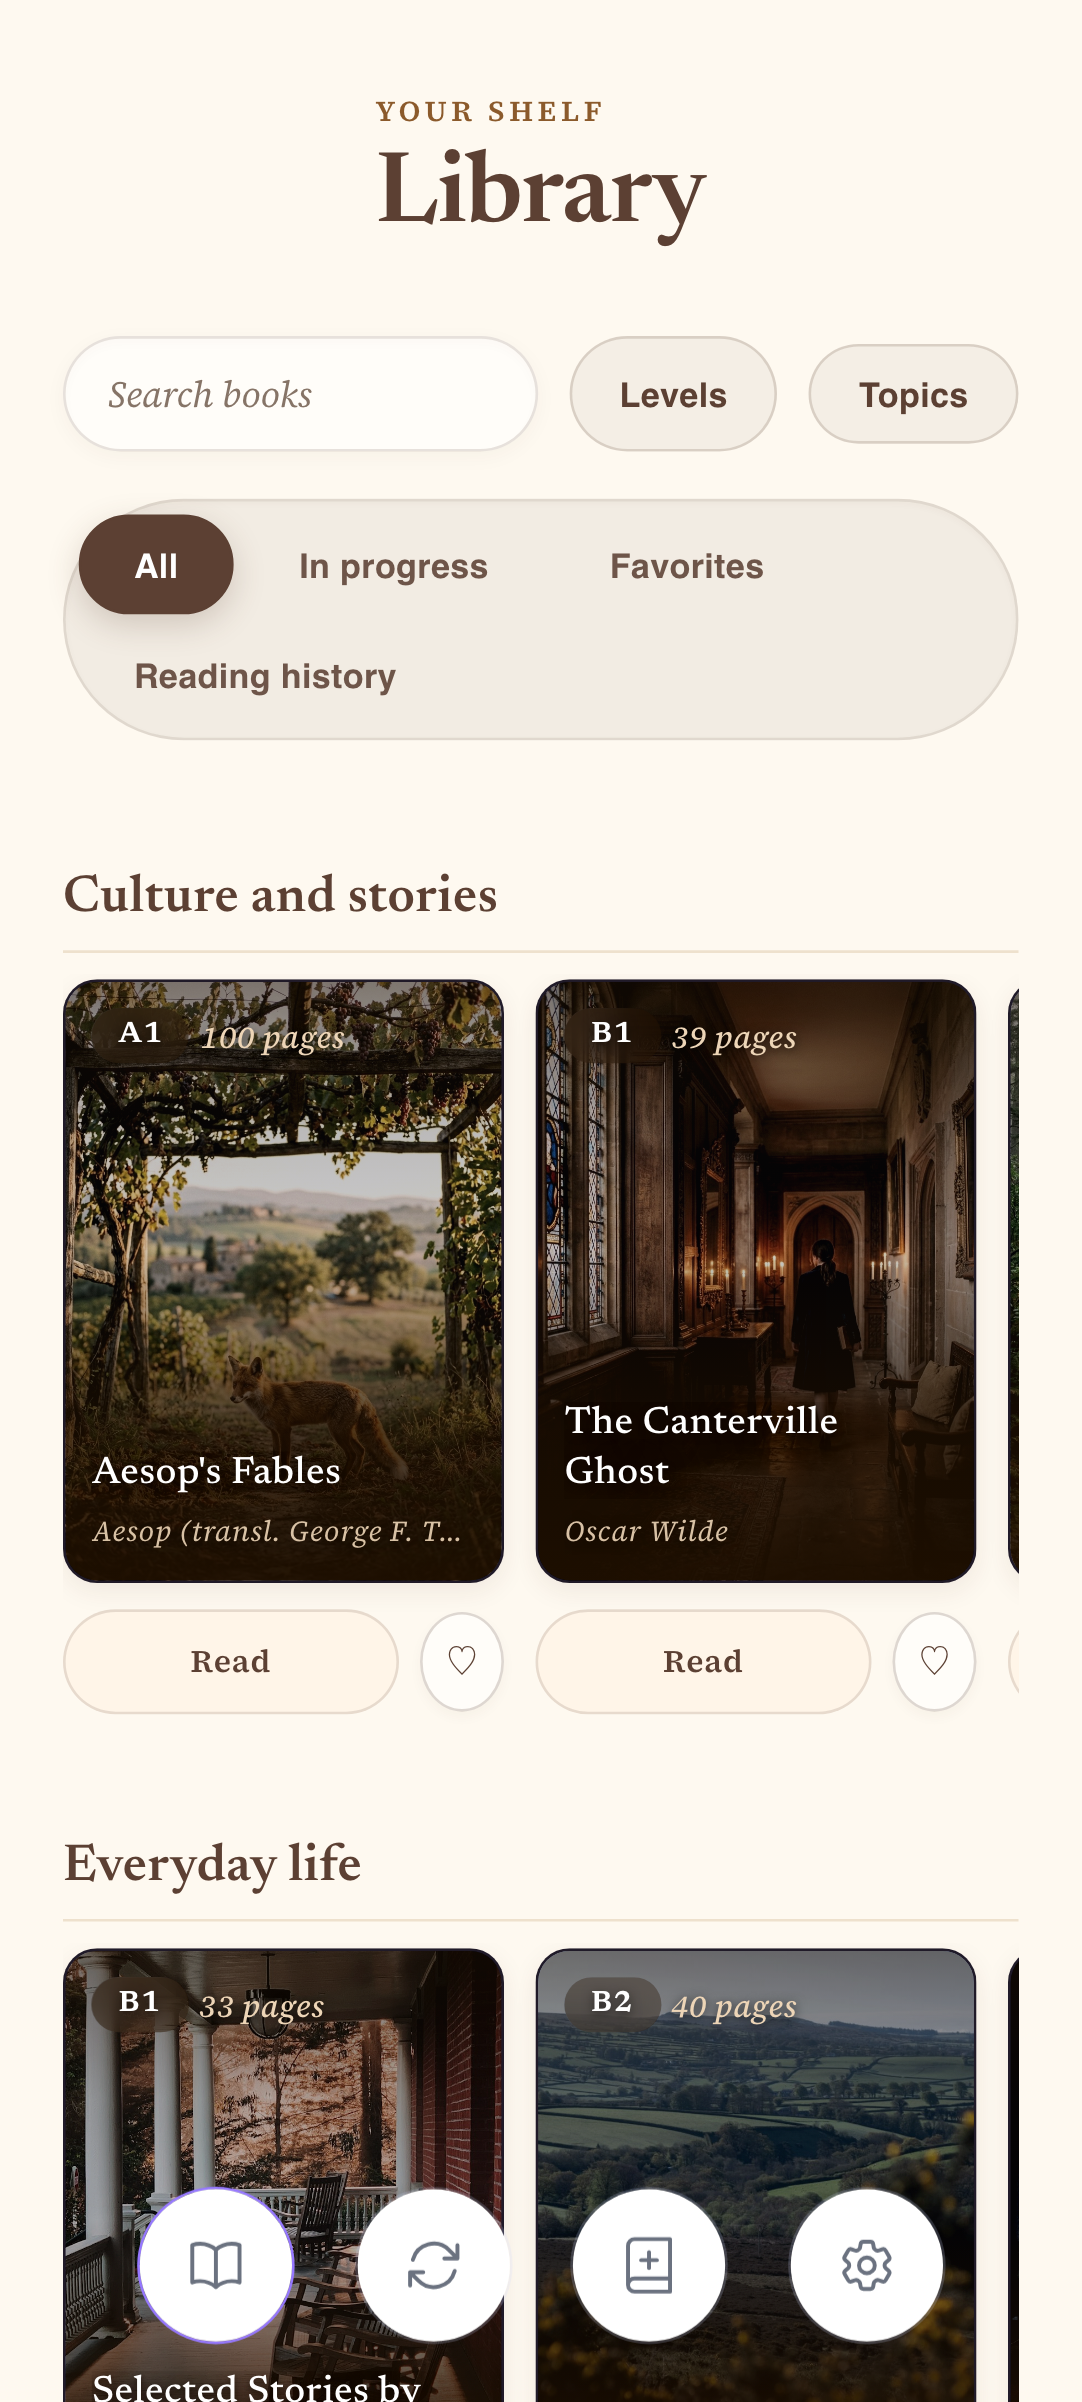 YOUR SHELF
Library
Search books
Levels
Topics
All
In progress
Favorites
Reading history
Culture and stories
A1
100 pages
Aesop's Fables
Aesop (transl. George F. T...
Read
♡
B1
39 pages
The Canterville
Ghost
Oscar Wilde
Read
♡
Everyday life
B1
33 pages
Selected Stories by
B2
40 pages